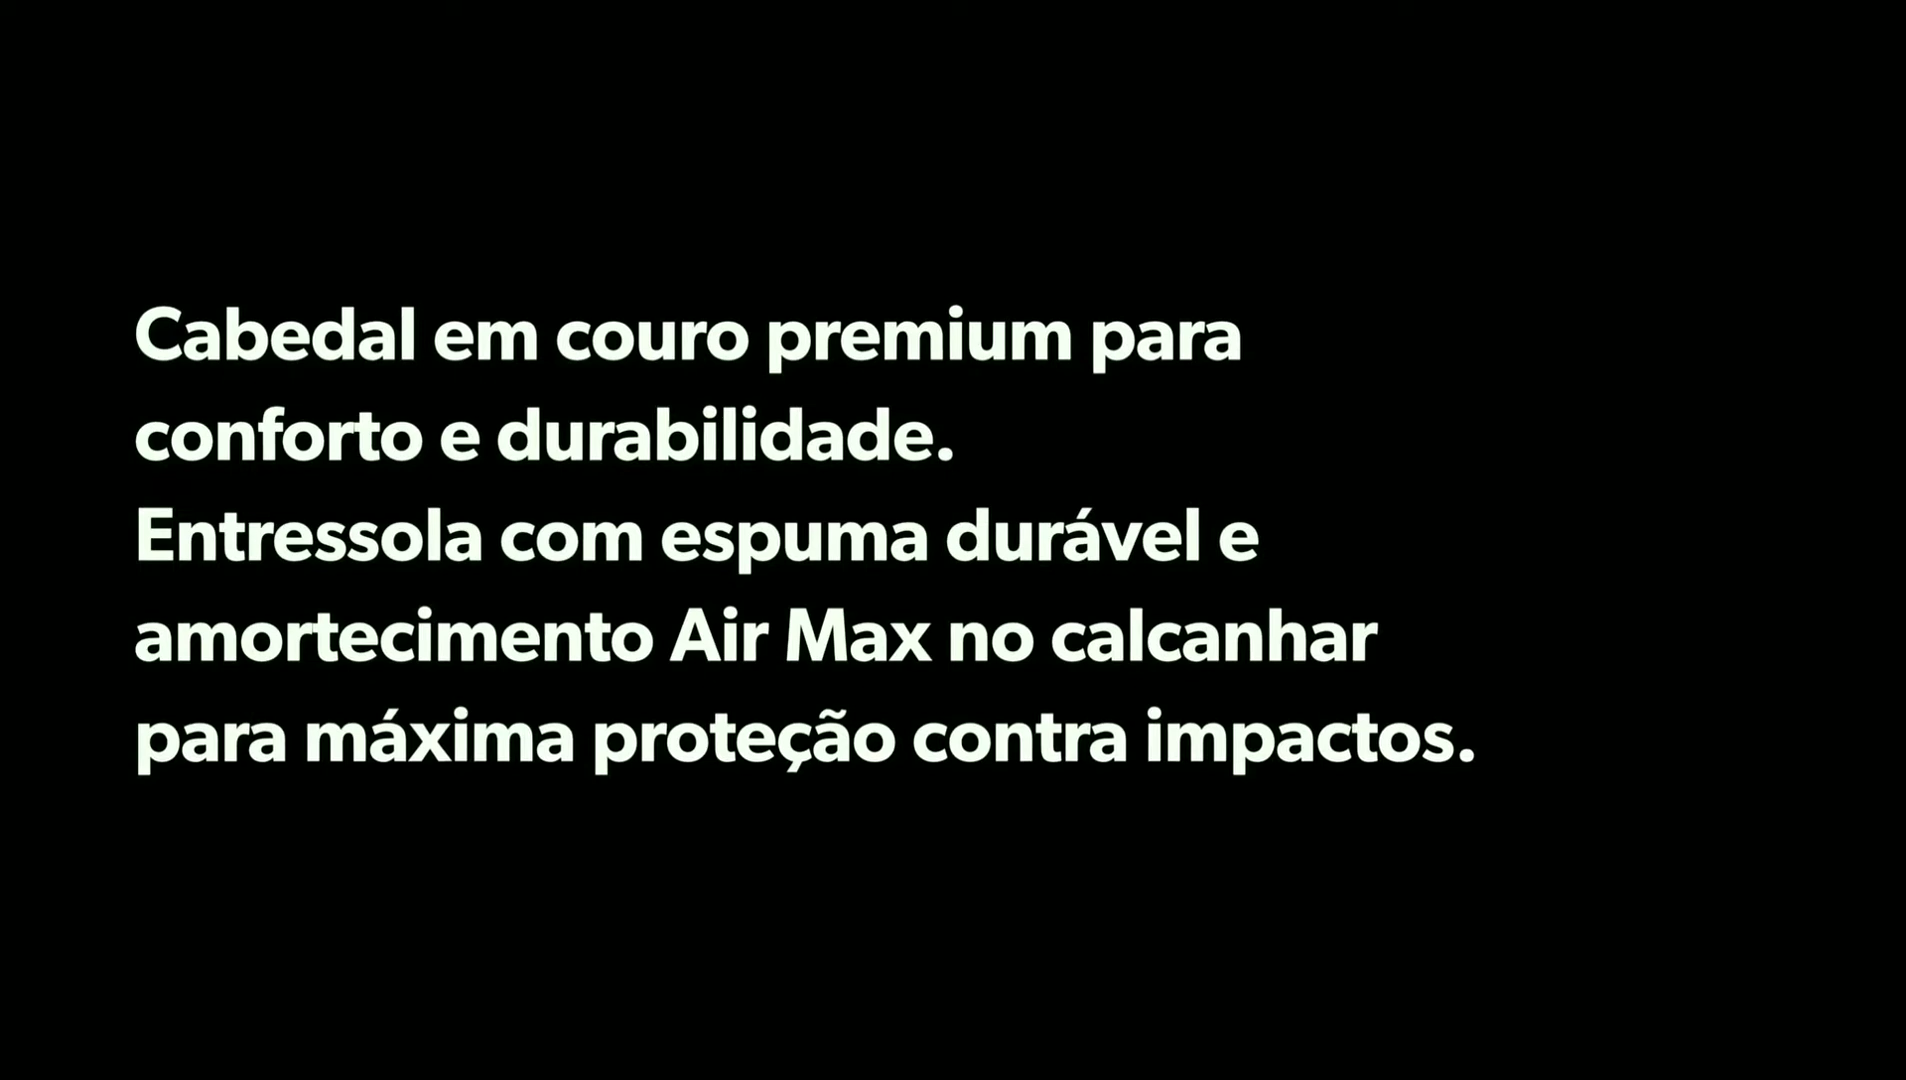 Cabedal em couro premium para
conforto e durabilidade.
Entressola com espuma durável e
amortecimento Air Max no calcanhar
para máxima proteção contra impactos.